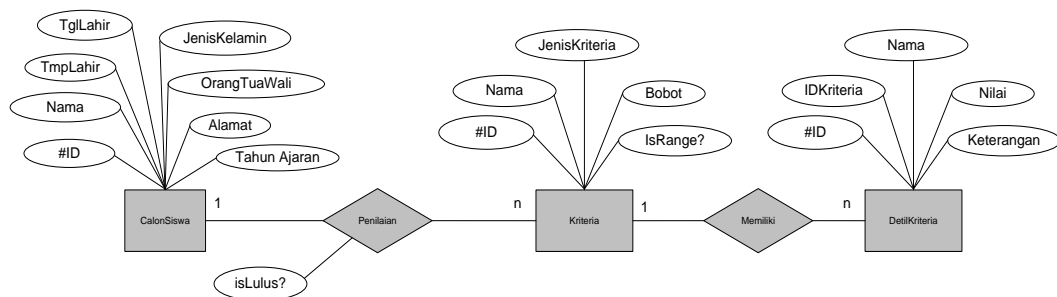 TglLahir
JenisKelamin
TmpLahir
OrangTuaWali
Nama
Alamat
#ID
Tahun Ajaran
JenisKriteria
Nama
Bobot
#ID
IsRange?
Nama
IDKriteria
Nilai
#ID
Keterangan
CalonSiswa
1
Penilaian
n
Kriteria
1
Memiliki
n
DetilKriteria
isLulus?